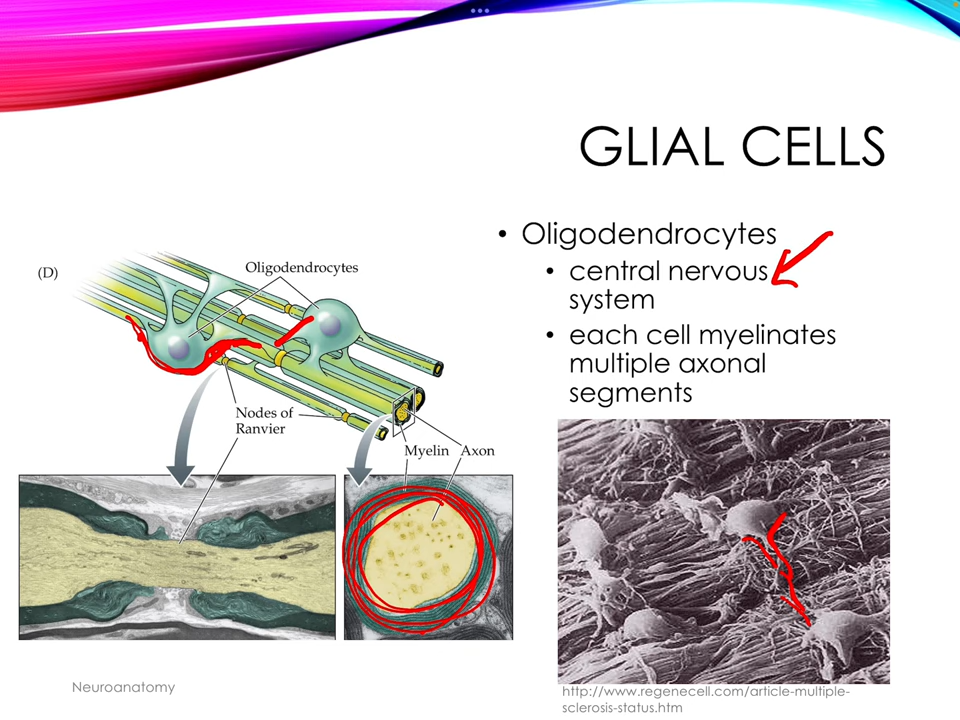 GLIAL CELLS
• Oligodendrocytes
• central nervous
system
• each cell myelinates
multiple axonal
segments
(D)
Oligodendrocytes
Nodes of
Ranvier
Myelin
Axon
Neuroanatomy
http://www.regenecell.com/article-multiple-
sclerosis-status.htm